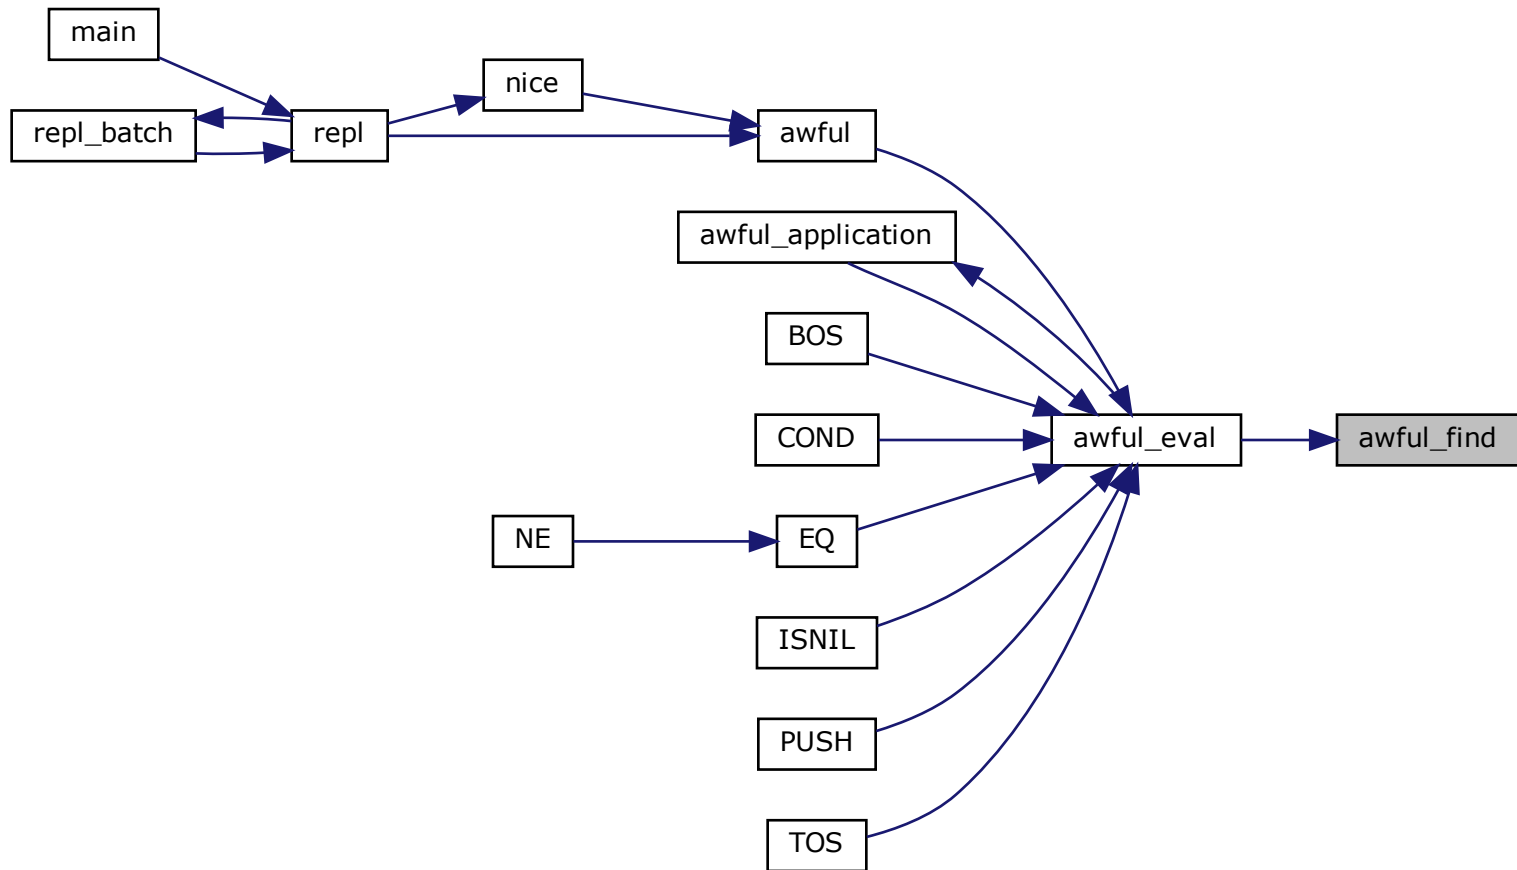 main
nice
repl_batch
repl
awful
awful_application
BOS
COND
awful_eval
awful_find
NE
EQ
ISNIL
PUSH
TOS